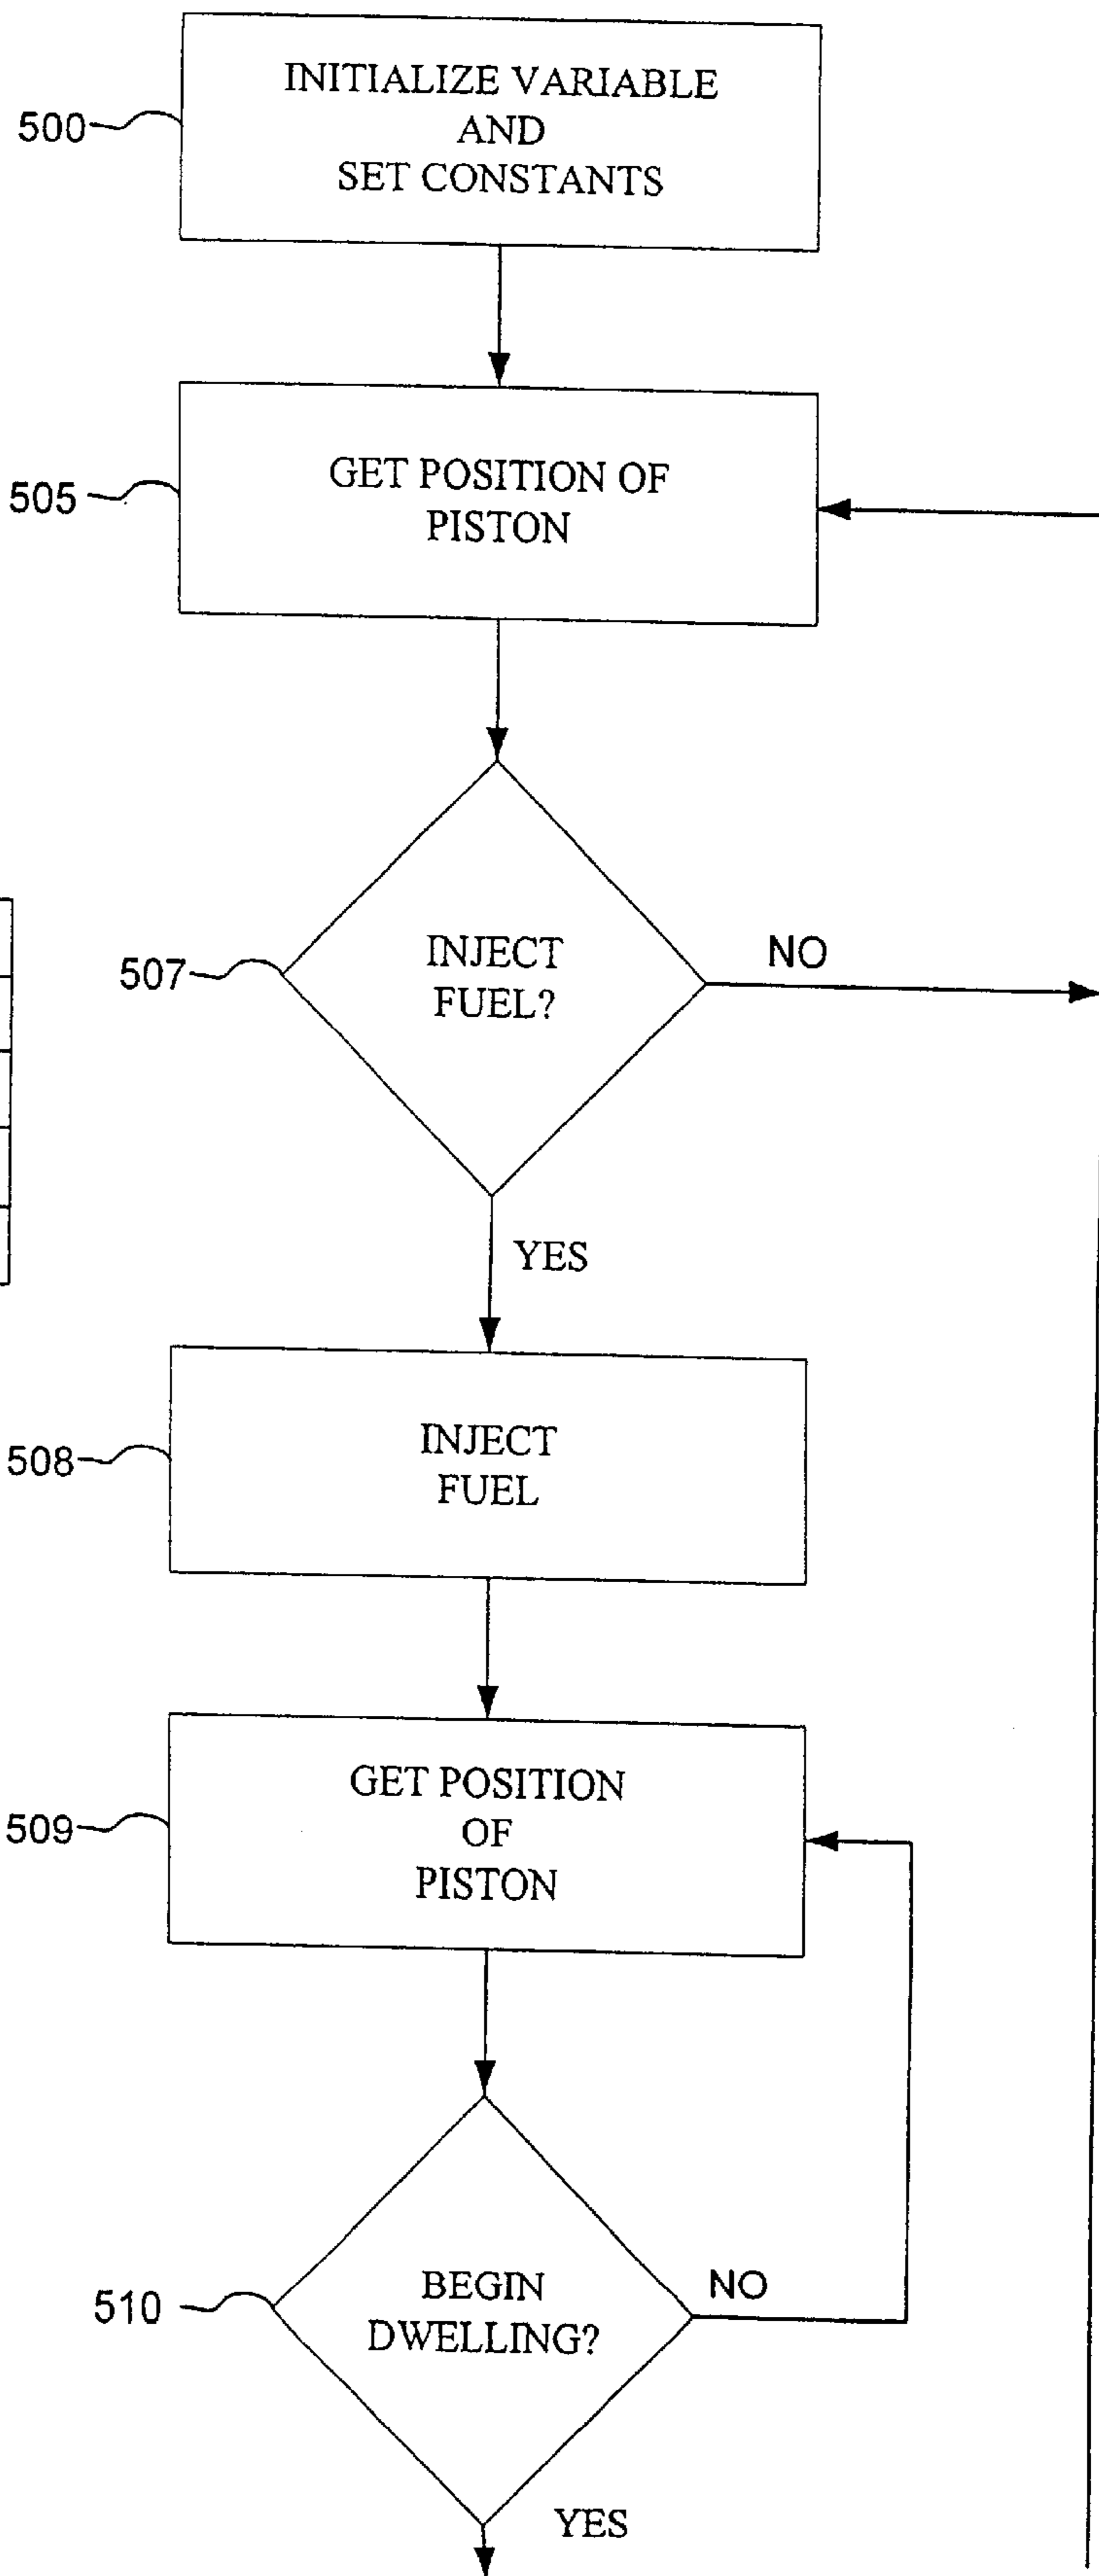 500
INITIALIZE VARIABLE
AND
SET CONSTANTS
505
GET POSITION OF
PISTON
507
INJECT
FUEL?
NO
YES
508
INJECT
FUEL
509
GET POSITION
OF
PISTON
510
BEGIN
DWELLING?
NO
YES